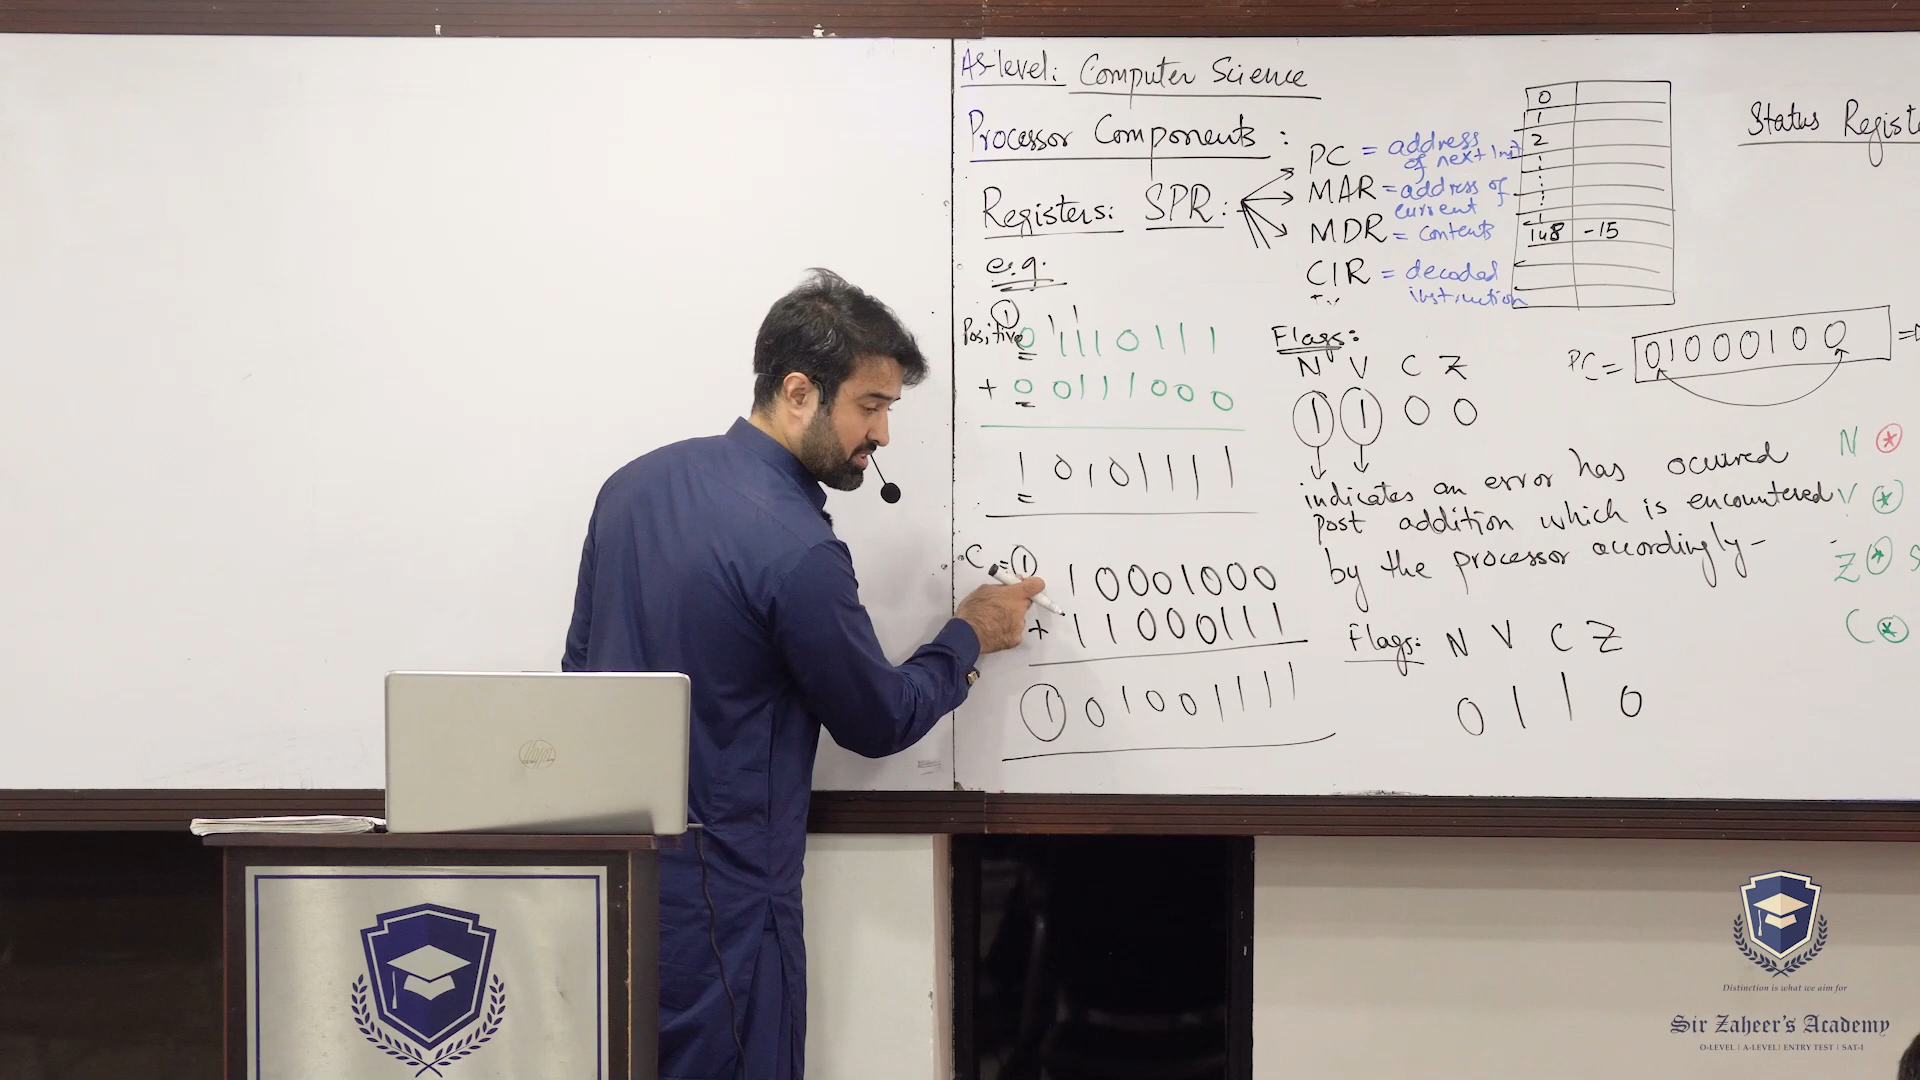 As-level: Computer Science
Processor Components:
Registers: SPR:
PC = address of next Inst
MAR = address of current
MDR = contents
CIR = decoded instruction
0
1
2
148 -15
Status Regist
e.g.
Positive
1 1 1
01110111
+ 00111000
10101111
Flags:
N V C Z
1 1 0 0
indicates an error has occured
post addition which is encountered
by the processor accordingly-
PC = 01000100
N *
V *
Z * S
C *
C = 1
10001000
+ 11000111
1 01001111
Flags: N V C Z
0 1 1 0
Distinction is what we aim for
Sir Zaheer's Academy
O-LEVEL | A-LEVEL | ENTRY TEST | SAT-I